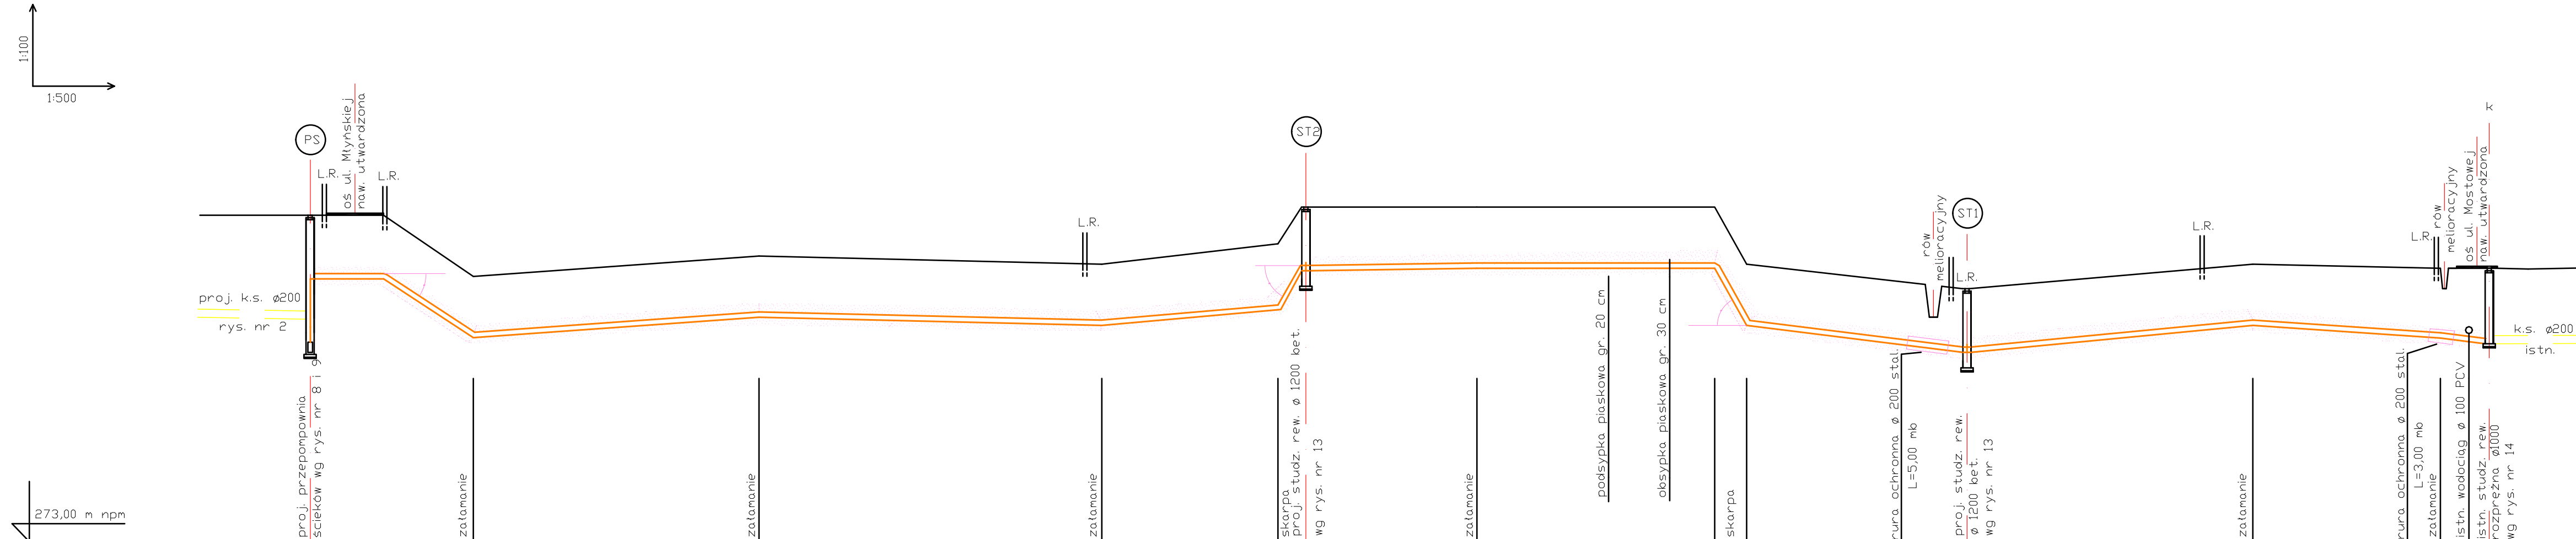 1:100
1:500
PS
L.R.
oś ul. Młyńskiej
naw. utwardzona
L.R.
proj. k.s. ø200
rys. nr 2
proj. przepompownia
ścieków wg rys. nr 8 i 9
273,00 m npm
załamanie
załamanie
L.R.
załamanie
ST2
skarpa
proj. studz. rew. ø 1200 bet.
wg rys. nr 13
załamanie
podsypka piaskowa gr. 20 cm
obsypka piaskowa gr. 30 cm
skarpa
rów
melioracyjny
L.R.
ST1
rura ochronna ø 200 stal.
L=5,00 mb
proj. studz. rew.
ø 1200 bet.
wg rys. nr 13
L.R.
załamanie
L.R.
rów
melioracyjny
oś ul. Mostowej
naw. utwardzona
k
rura ochronna ø 200 stal.
L=3,00 mb
załamanie
istn. wodociąg ø 100 PCV
istn. studz. rew.
rozprężna ø1000
wg rys. nr 14
k.s. ø200
istn.